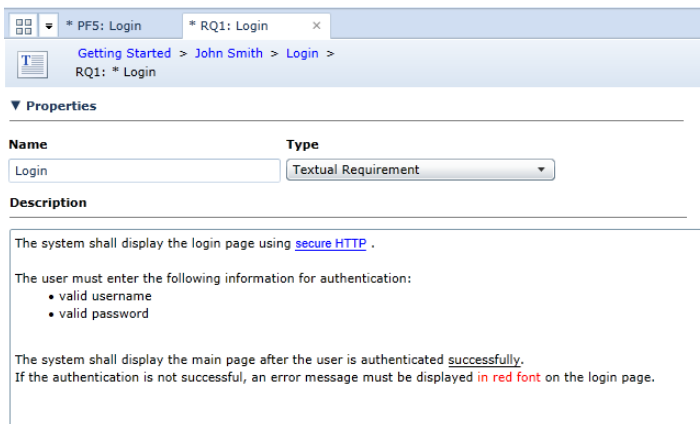 * PF5: Login
* RQ1: Login
Getting Started > John Smith > Login >
RQ1: * Login
Properties
Name
Type
Login
Textual Requirement
Description
The system shall display the login page using secure HTTP .
The user must enter the following information for authentication:
• valid username
• valid password
The system shall display the main page after the user is authenticated successfully.
If the authentication is not successful, an error message must be displayed in red font on the login page.